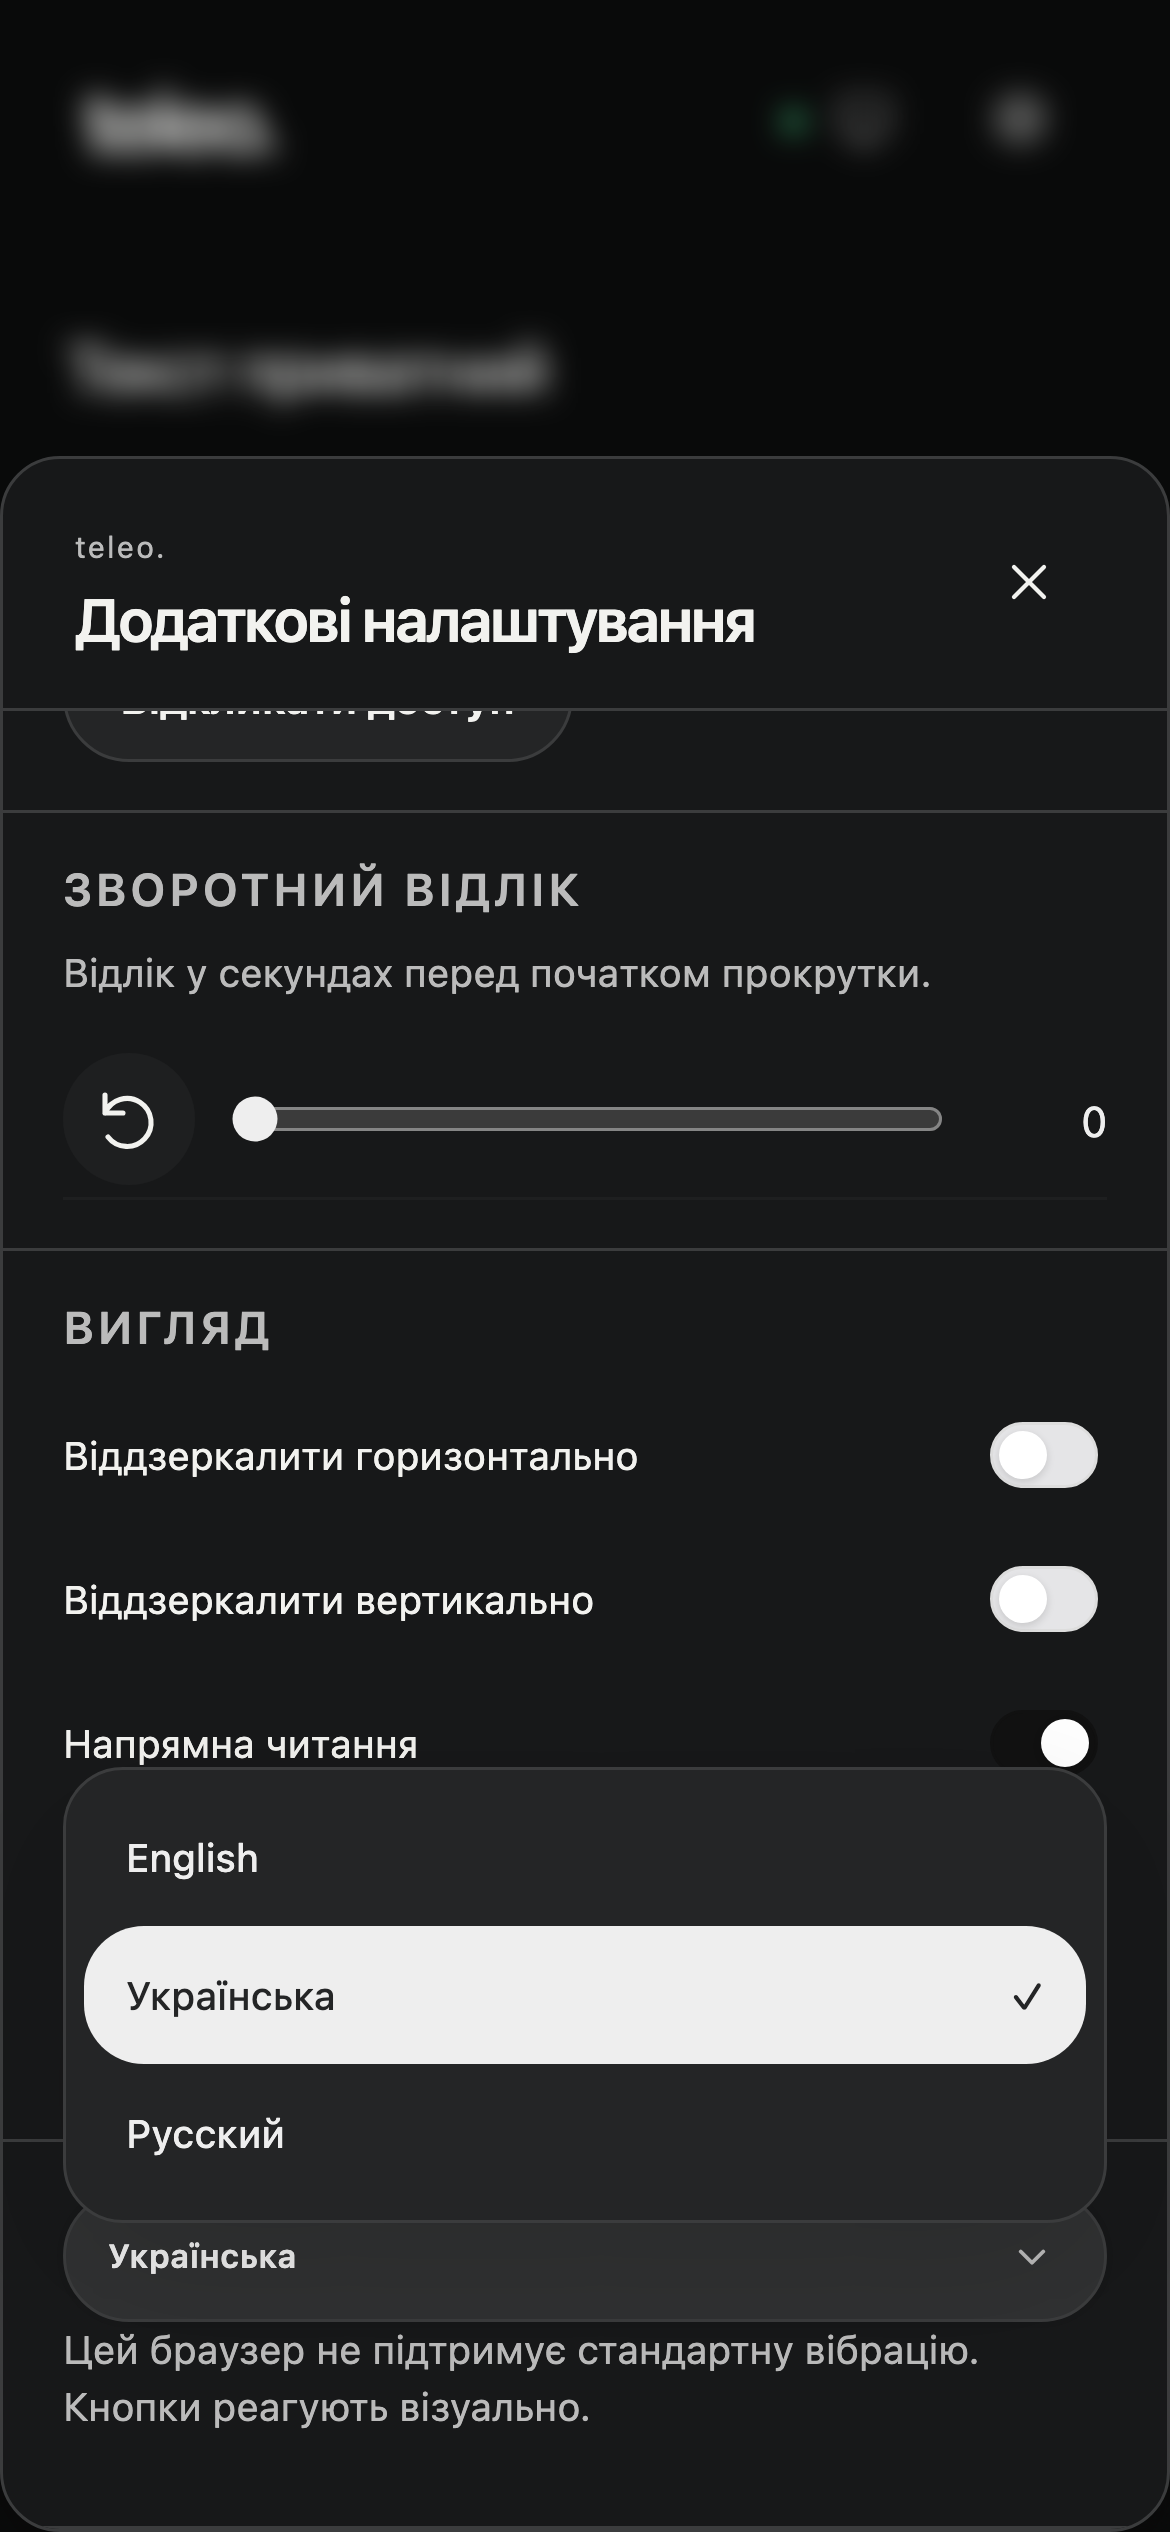 teleo.
Додаткові налаштування
ЗВОРОТНИЙ ВІДЛІК
Відлік у секундах перед початком прокрутки.
0
ВИГЛЯД
Віддзеркалити горизонтально
Віддзеркалити вертикально
Напрямна читання
English
Українська
Русский
Українська
Цей браузер не підтримує стандартну вібрацію.
Кнопки реагують візуально.